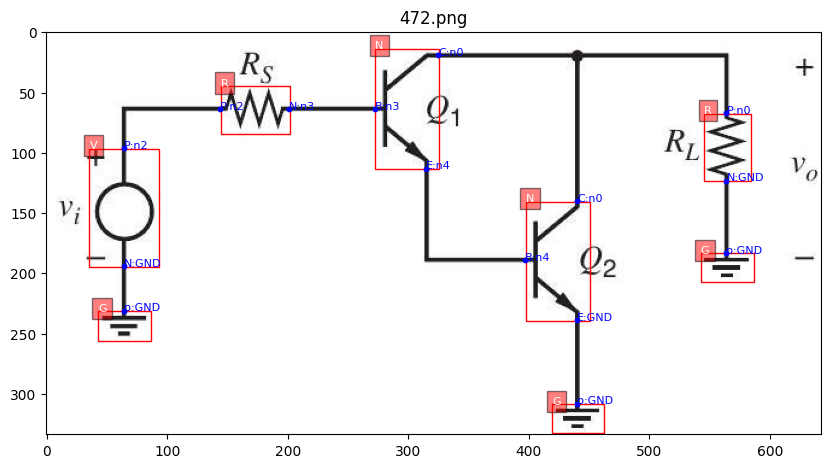 472.png
N
C:n0
R_S
R
P:n2
N:n3
B:n3
Q_1
E:n4
V
P:n2
+
v_i
−
N:GND
G
p:GND
R
P:n0
R_L
N:GND
+
v_o
−
G
p:GND
N
C:n0
B:n4
Q_2
E:GND
G
p:GND
0
50
100
150
200
250
300
0
100
200
300
400
500
600